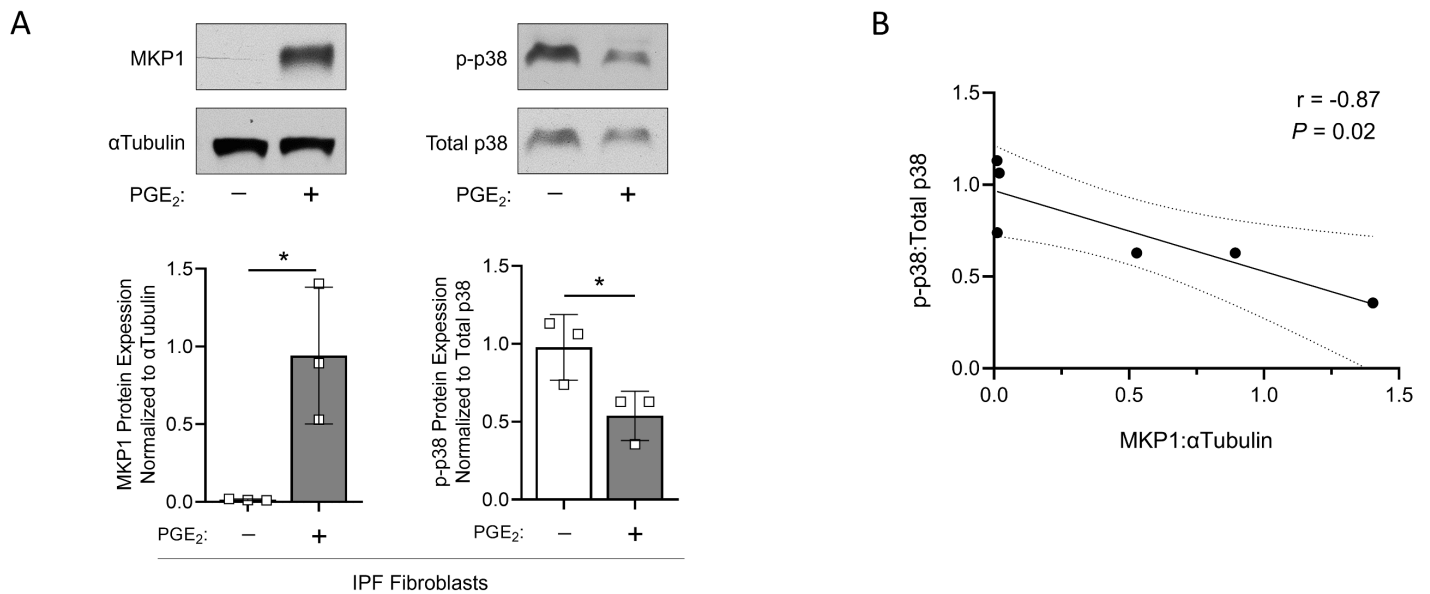 A
MKP1
αTubulin
PGE2: − +
p-p38
Total p38
PGE2: − +
MKP1 Protein Expession
Normalized to αTubulin
1.5
1.0
0.5
0.0
*
PGE2: − +
p-p38 Protein Expession
Normalized to Total p38
1.5
1.0
0.5
0.0
*
PGE2: − +
IPF Fibroblasts
B
r = -0.87
P = 0.02
p-p38:Total p38
1.5
1.0
0.5
0.0
0.0 0.5 1.0 1.5
MKP1:αTubulin